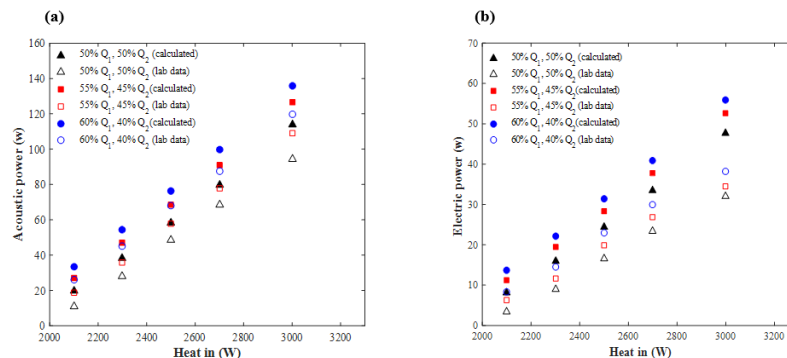 (a)
(b)
160
140
120
100
80
60
40
20
0
Acoustic power (w)
50% Q1, 50% Q2 (calculated)
50% Q1, 50% Q2 (lab data)
55% Q1, 45% Q2 (calculated)
55% Q1, 45% Q2 (lab data)
60% Q1, 40% Q2 (calculated)
60% Q1, 40% Q2 (lab data)
2000 2200 2400 2600 2800 3000 3200
Heat in (W)
70
60
50
40
30
20
10
0
Electric power (w)
50% Q1, 50% Q2 (calculated)
50% Q1, 50% Q2 (lab data)
55% Q1, 45% Q2 (calculated)
55% Q1, 45% Q2 (lab data)
60% Q1, 40% Q2 (calculated)
60% Q1, 40% Q2 (lab data)
2000 2200 2400 2600 2800 3000 3200
Heat in (W)